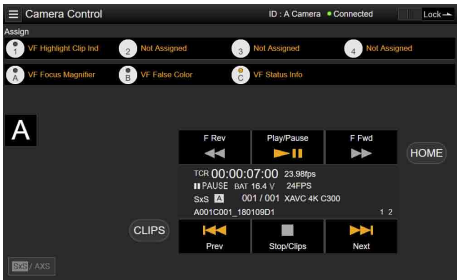 Camera Control
ID : A Camera Connected
Lock
Assign
1 VF Highlight Clip Ind
2 Not Assigned
3 Not Assigned
4 Not Assigned
A VF Focus Magnifier
B VF False Color
C VF Status Info
A
F Rev
Play/Pause
F Fwd
HOME
TCR 00:00:07:00 23.98fps
PAUSE BAT 16.4 V 24FPS
SxS A 001 / 001 XAVC 4K C300
A001C001_180109D1 1 2
CLIPS
Prev
Stop/Clips
Next
SxS / AXS